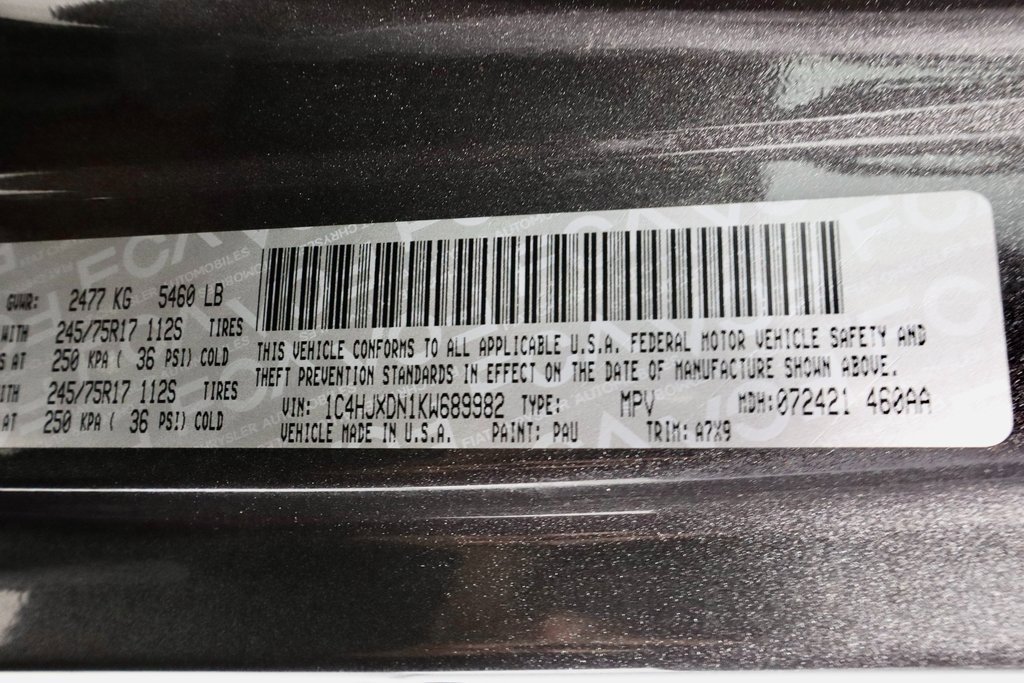 GVWR: 2477 KG 5460 LB
WITH 245/75R17 112S TIRES
S AT 250 KPA ( 36 PSI) COLD
WITH 245/75R17 112S TIRES
AT 250 KPA ( 36 PSI) COLD
THIS VEHICLE CONFORMS TO ALL APPLICABLE U.S.A. FEDERAL MOTOR VEHICLE SAFETY AND
THEFT PREVENTION STANDARDS IN EFFECT ON THE DATE OF MANUFACTURE SHOWN ABOVE.
VIN: 1C4HJXDN1KW689982 TYPE: MPV MDH: 072421 460AA
VEHICLE MADE IN U.S.A. PAINT: PAU TRIM: A7X9